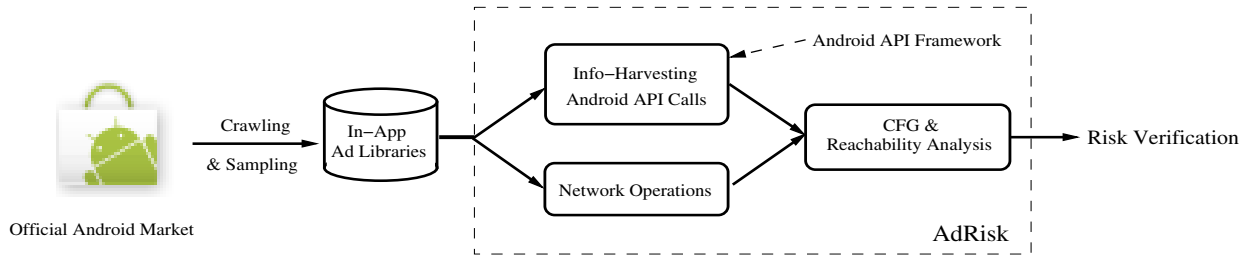 Official Android Market
Crawling
& Sampling
In−App
Ad Libraries
Info−Harvesting
Android API Calls
Network Operations
Android API Framework
CFG &
Reachability Analysis
AdRisk
Risk Verification